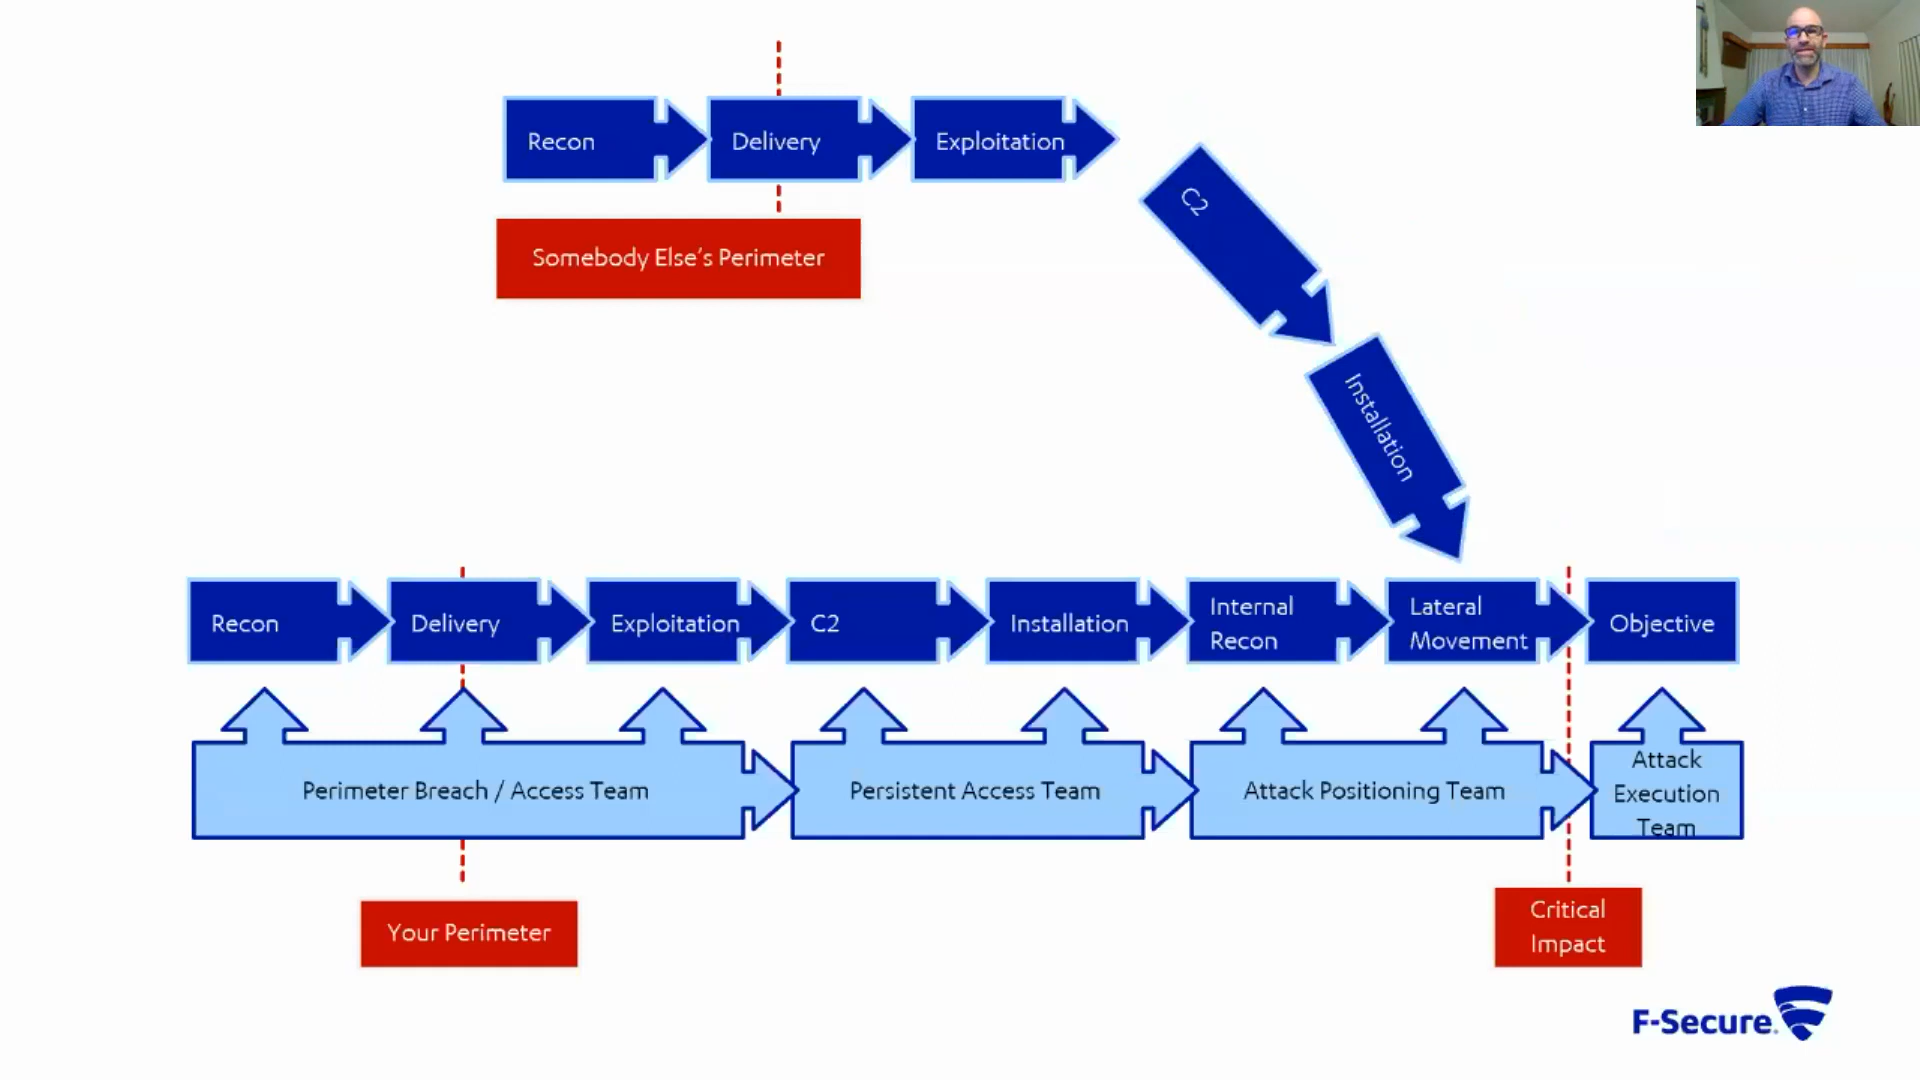 Recon
Delivery
Exploitation
C2
Somebody Else's Perimeter
Installation
Recon
Delivery
Exploitation
C2
Installation
Internal
Recon
Lateral
Movement
Objective
Perimeter Breach / Access Team
Persistent Access Team
Attack Positioning Team
Attack
Execution
Team
Your Perimeter
Critical
Impact
F-Secure.